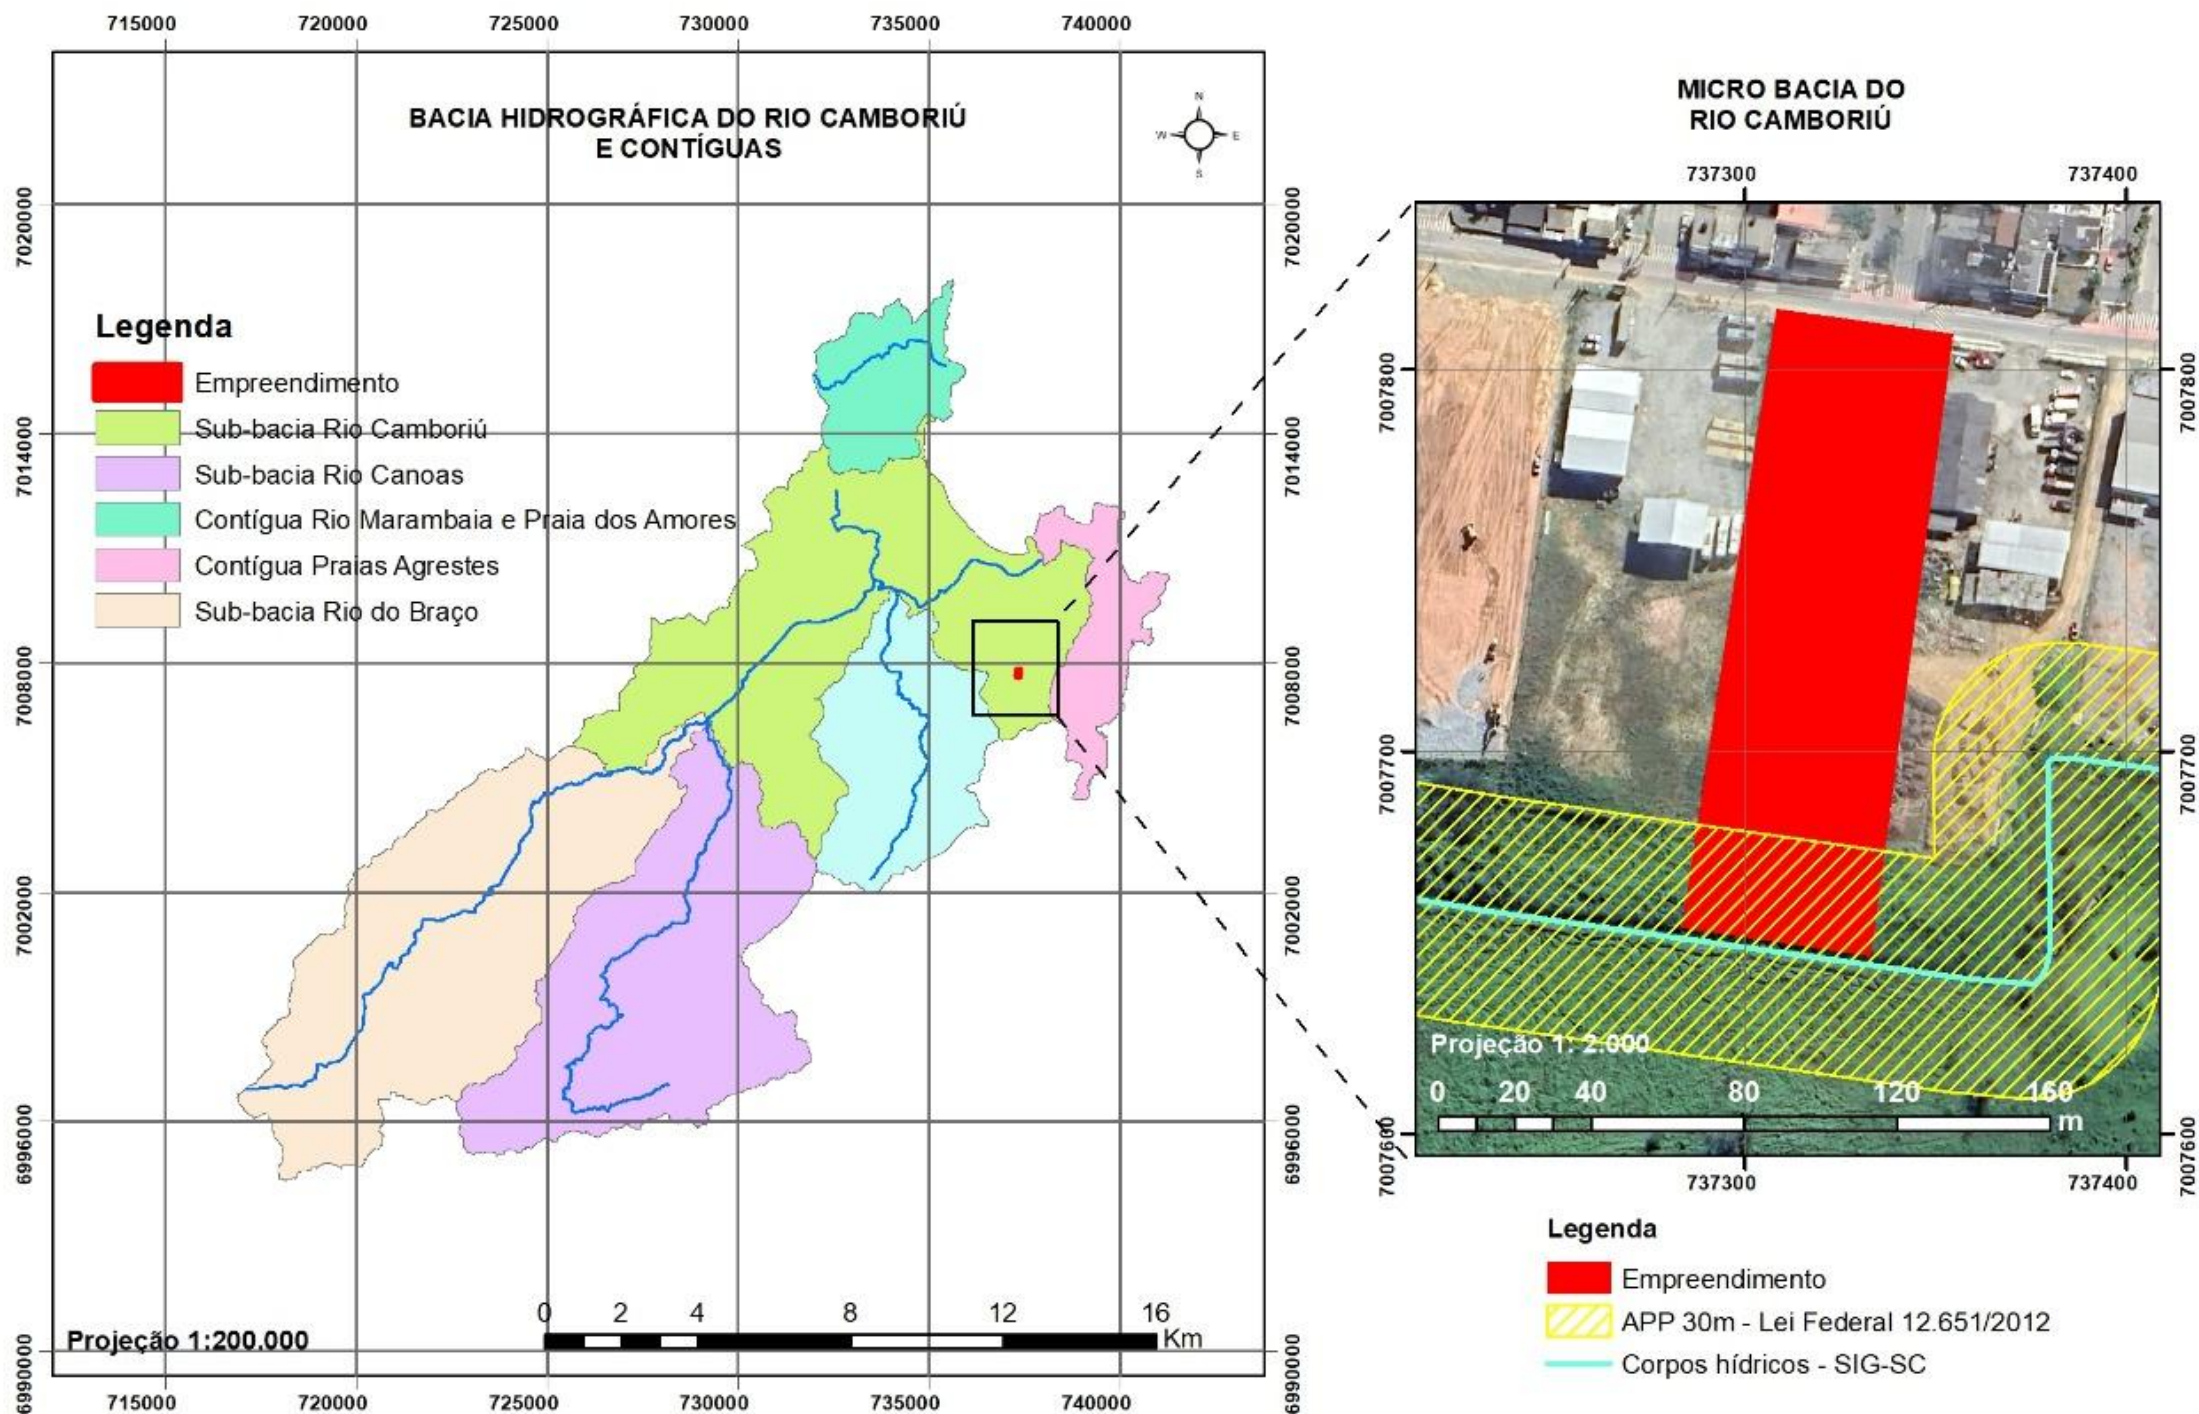 715000 720000 725000 730000 735000 740000
BACIA HIDROGRÁFICA DO RIO CAMBORIÚ
E CONTÍGUAS
N
W E
S
7020000
7014000
7008000
7002000
6996000
6990000
7020000
7014000
7008000
7002000
6996000
6990000
Legenda
Empreendimento
Sub-bacia Rio Camboriú
Sub-bacia Rio Canoas
Contígua Rio Marambaia e Praia dos Amores
Contígua Praias Agrestes
Sub-bacia Rio do Braço
0 2 4 8 12 16
Km
Projeção 1:200.000
715000 720000 725000 730000 735000 740000
MICRO BACIA DO
RIO CAMBORIÚ
737300 737400
7007800
7007700
7007600
7007800
7007700
7007600
Projeção 1: 2.000
0 20 40 80 120 160
m
737300 737400
Legenda
Empreendimento
APP 30m - Lei Federal 12.651/2012
Corpos hídricos - SIG-SC